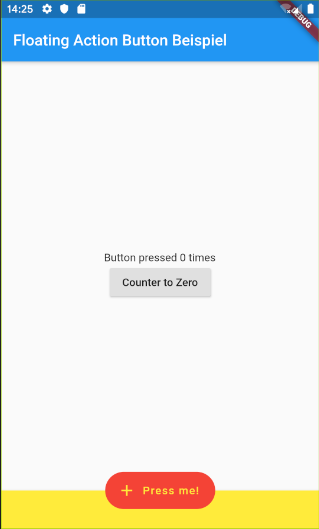 14:25
DEBUG
Floating Action Button Beispiel
Button pressed 0 times
Counter to Zero
Press me!